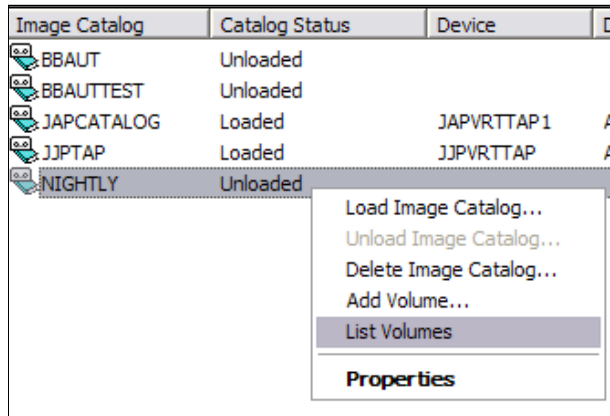 Image Catalog Catalog Status Device
BBAUT Unloaded
BBAUTTEST Unloaded
JAPCATALOG Loaded JAPVRTTAP1
JJPTAP Loaded JJPVRTTAP
NIGHTLY Unloaded
Load Image Catalog...
Unload Image Catalog...
Delete Image Catalog...
Add Volume...
List Volumes
Properties